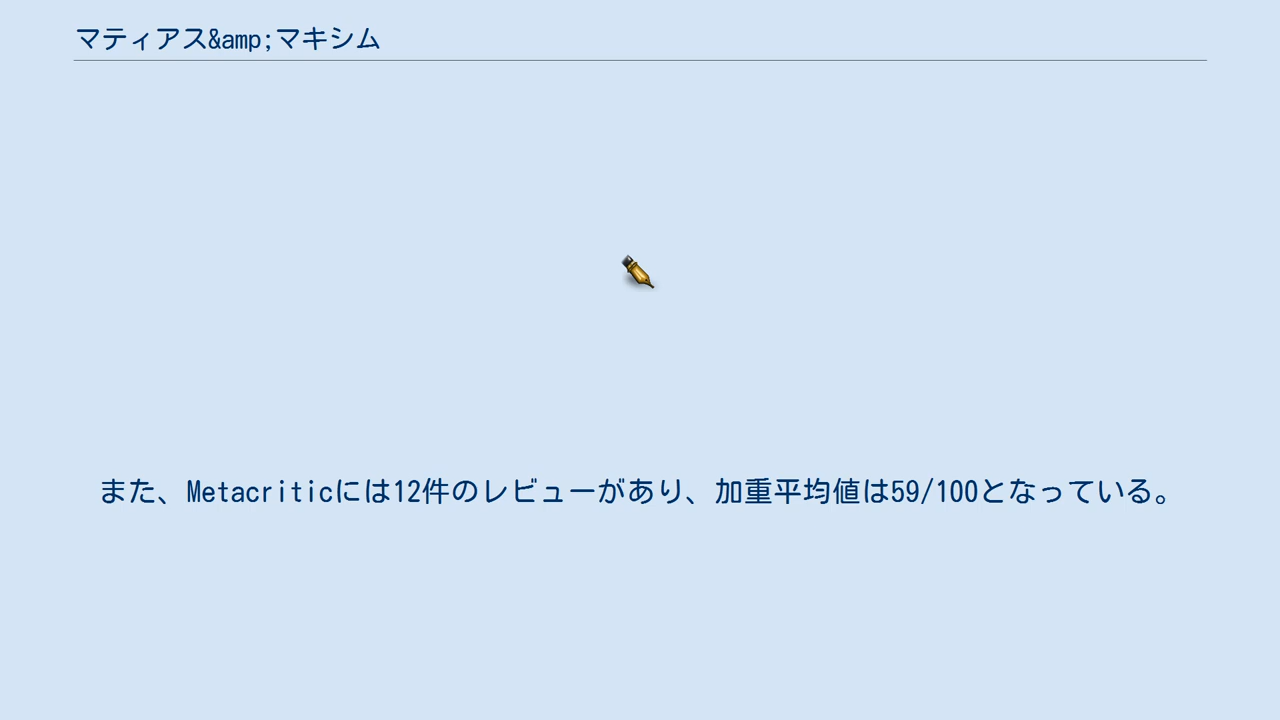 マティアス&amp;マキシム
また、Metacriticには12件のレビューがあり、加重平均値は59/100となっている。